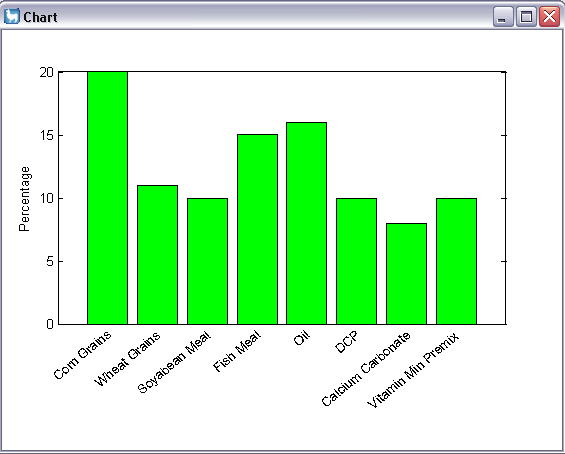 Chart
20
15
10
5
0
Percentage
Corn Grains
Wheat Grains
Soyabean Meal
Fish Meal
Oil
DCP
Calcium Carbonate
Vitamin Min Premix